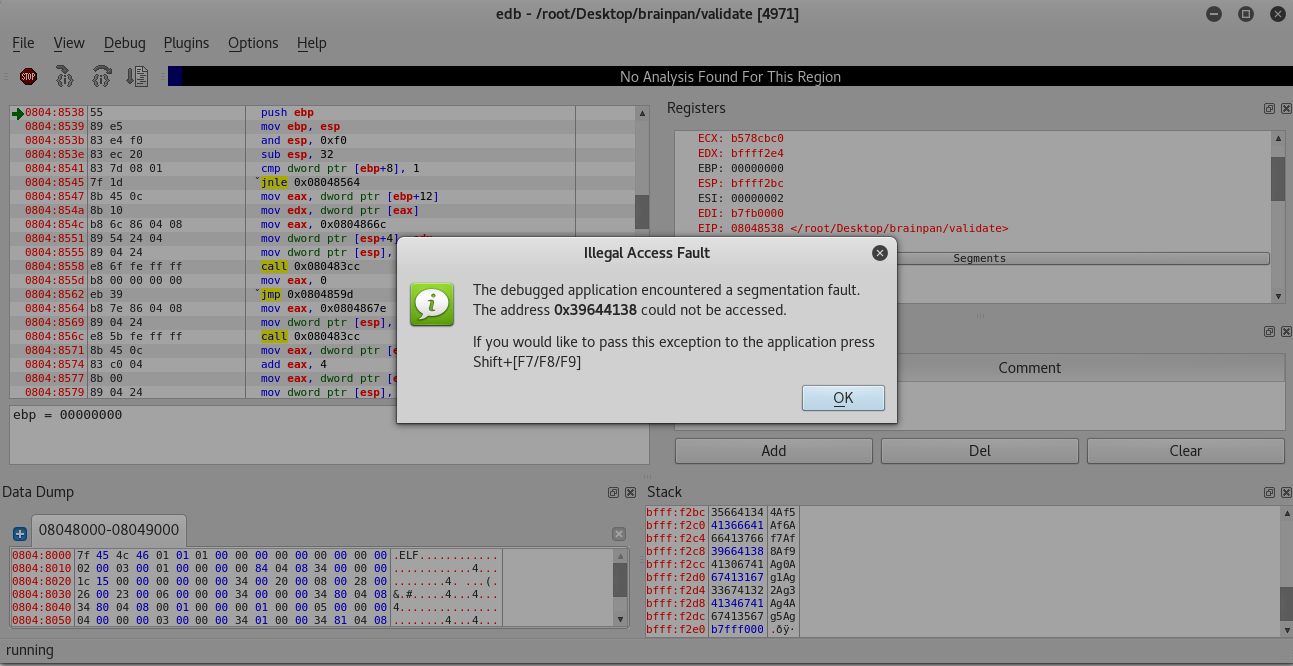 edb - /root/Desktop/brainpan/validate [4971]
File View Debug Plugins Options Help
STOP
No Analysis Found For This Region
0804:8538 55 push ebp
0804:8539 89 e5 mov ebp, esp
0804:853b 83 e4 f0 and esp, 0xf0
0804:853e 83 ec 20 sub esp, 32
0804:8541 83 7d 08 01 cmp dword ptr [ebp+8], 1
0804:8545 7f 1d jnle 0x08048564
0804:8547 8b 45 0c mov eax, dword ptr [ebp+12]
0804:854a 8b 10 mov edx, dword ptr [eax]
0804:854c b8 6c 86 04 08 mov eax, 0x0804866c
0804:8551 89 54 24 04 mov dword ptr [esp+4]
0804:8555 89 04 24 mov dword ptr [esp],
0804:8558 e8 6f fe ff ff call 0x080483cc
0804:855d b8 00 00 00 00 mov eax, 0
0804:8562 eb 39 jmp 0x0804859d
0804:8564 b8 7e 86 04 08 mov eax, 0x0804867e
0804:8569 89 04 24 mov dword ptr [esp],
0804:856c e8 5b fe ff ff call 0x080483cc
0804:8571 8b 45 0c mov eax, dword ptr [e
0804:8574 83 c0 04 add eax, 4
0804:8577 8b 00 mov eax, dword ptr [e
0804:8579 89 04 24 mov dword ptr [esp],
ebp = 00000000
Registers
ECX: b578cbc0
EDX: bffff2e4
EBP: 00000000
ESP: bffff2bc
ESI: 00000002
EDI: b7fb0000
EIP: 08048538 </root/Desktop/brainpan/validate>
Segments
Illegal Access Fault
The debugged application encountered a segmentation fault.
The address 0x39644138 could not be accessed.
If you would like to pass this exception to the application press
Shift+[F7/F8/F9]
OK
Comment
Add Del Clear
Data Dump
08048000-08049000
0804:8000 7f 45 4c 46 01 01 01 00 00 00 00 00 00 00 00 00 .ELF............
0804:8010 02 00 03 00 01 00 00 00 84 04 08 34 00 00 00 ............4...
0804:8020 1c 15 00 00 00 00 00 00 34 00 20 00 08 00 28 00 ........4. ...(.
0804:8030 26 00 23 00 06 00 00 00 34 00 00 00 34 80 04 08 &.#.....4...4...
0804:8040 34 80 04 08 00 01 00 00 00 01 00 00 05 00 00 00 4...............
0804:8050 04 00 00 00 03 00 00 00 34 01 00 00 34 81 04 08 ........4...4...
Stack
bfff:f2bc 35664134 4Af5
bfff:f2c0 41366641 Af6A
bfff:f2c4 66413766 f7Af
bfff:f2c8 39664138 8Af9
bfff:f2cc 41306741 Ag0A
bfff:f2d0 67413167 g1Ag
bfff:f2d4 33674132 2Ag3
bfff:f2d8 41346741 Ag4A
bfff:f2dc 67413567 g5Ag
bfff:f2e0 b7fff000 .ðÿ·
running